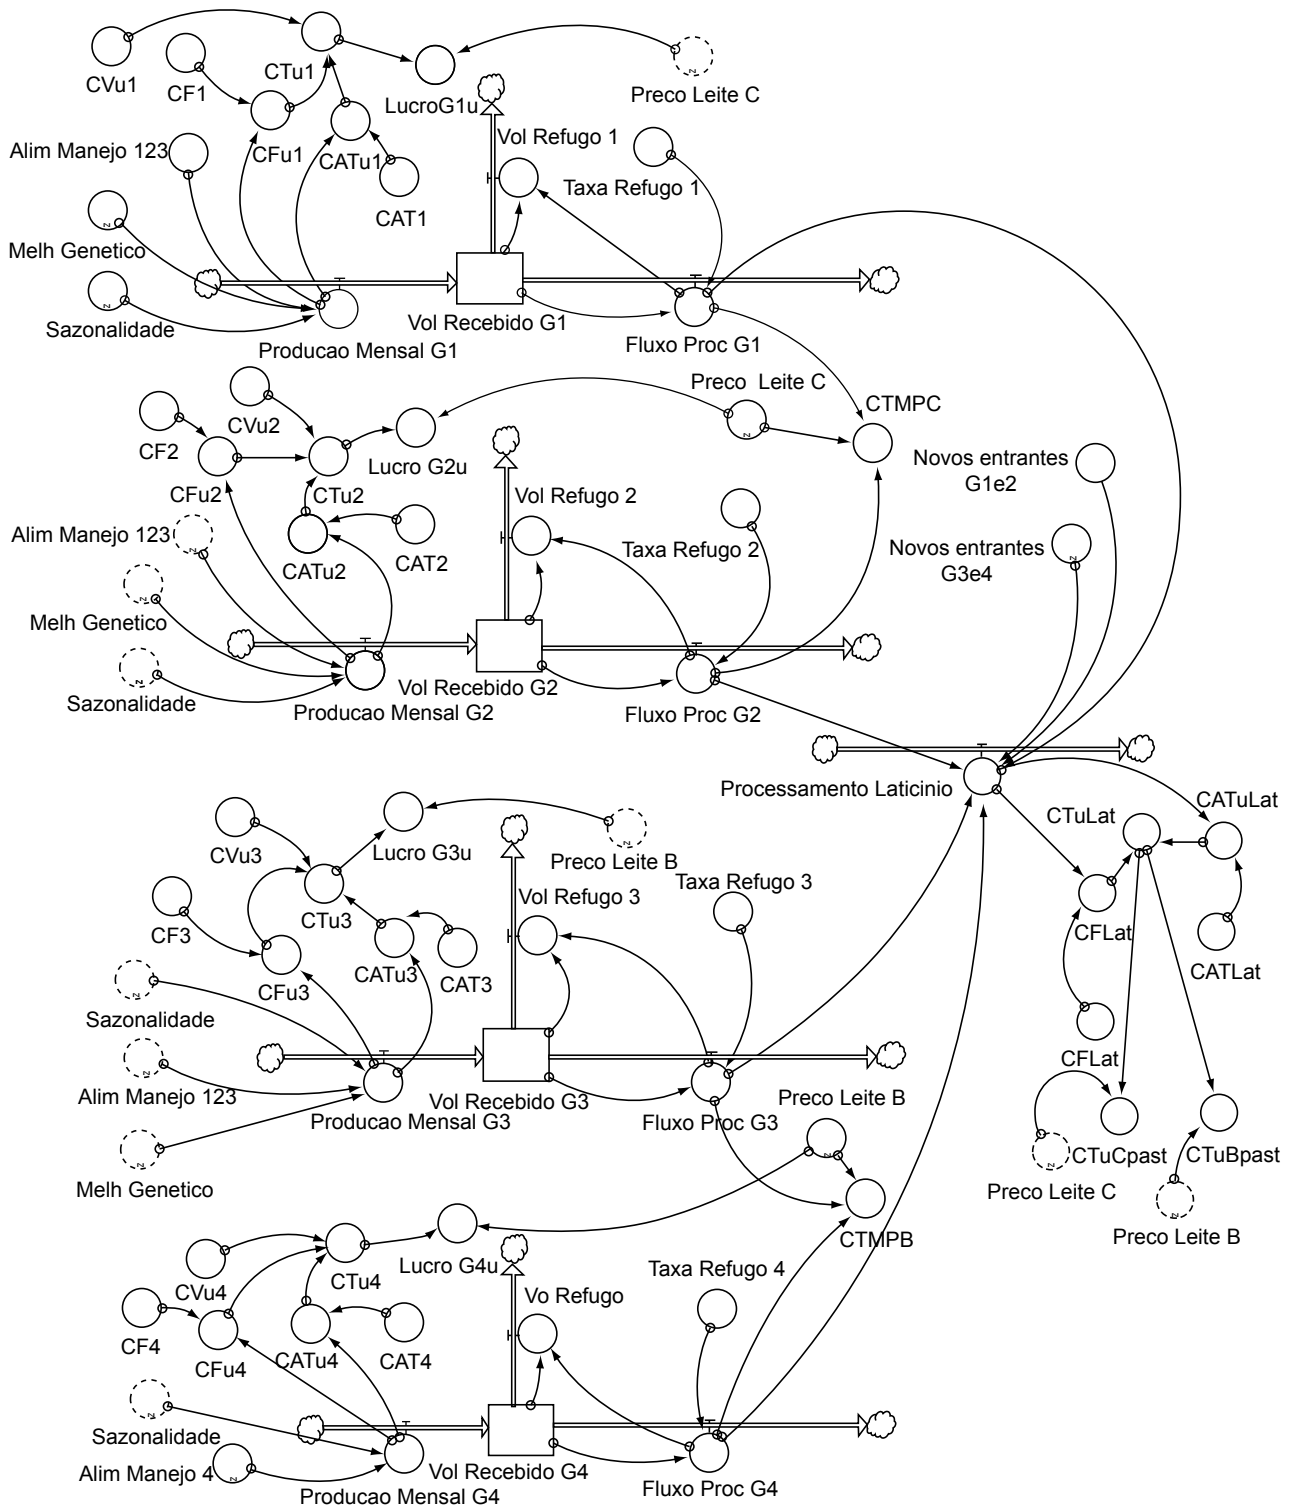 CVu1
CF1
CTu1
LucroG1u
Preco Leite C
Alim Manejo 123
CFu1
CATu1
Vol Refugo 1
Taxa Refugo 1
CAT1
Melh Genetico
Sazonalidade
Producao Mensal G1
Vol Recebido G1
Fluxo Proc G1
Preco  Leite C
CTMPC
CVu2
CF2
Lucro G2u
CFu2
CTu2
Vol Refugo 2
Novos entrantes
G1e2
Alim Manejo 123
CATu2
CAT2
Taxa Refugo 2
Novos entrantes
G3e4
Melh Genetico
Sazonalidade
Producao Mensal G2
Vol Recebido G2
Fluxo Proc G2
Processamento Laticinio
CATuLat
CTuLat
CVu3
Lucro G3u
Preco Leite B
Taxa Refugo 3
Vol Refugo 3
CTu3
CF3
CFLat
CATLat
CATu3
CAT3
CFu3
Sazonalidade
CFLat
Alim Manejo 123
Vol Recebido G3
Preco Leite B
Producao Mensal G3
Fluxo Proc G3
CTuCpast
CTuBpast
Melh Genetico
Preco Leite C
Preco Leite B
CTMPB
Lucro G4u
Taxa Refugo 4
CTu4
CVu4
Vo Refugo
CF4
CFu4
CATu4
CAT4
Sazonalidade
Alim Manejo 4
Vol Recebido G4
Producao Mensal G4
Fluxo Proc G4